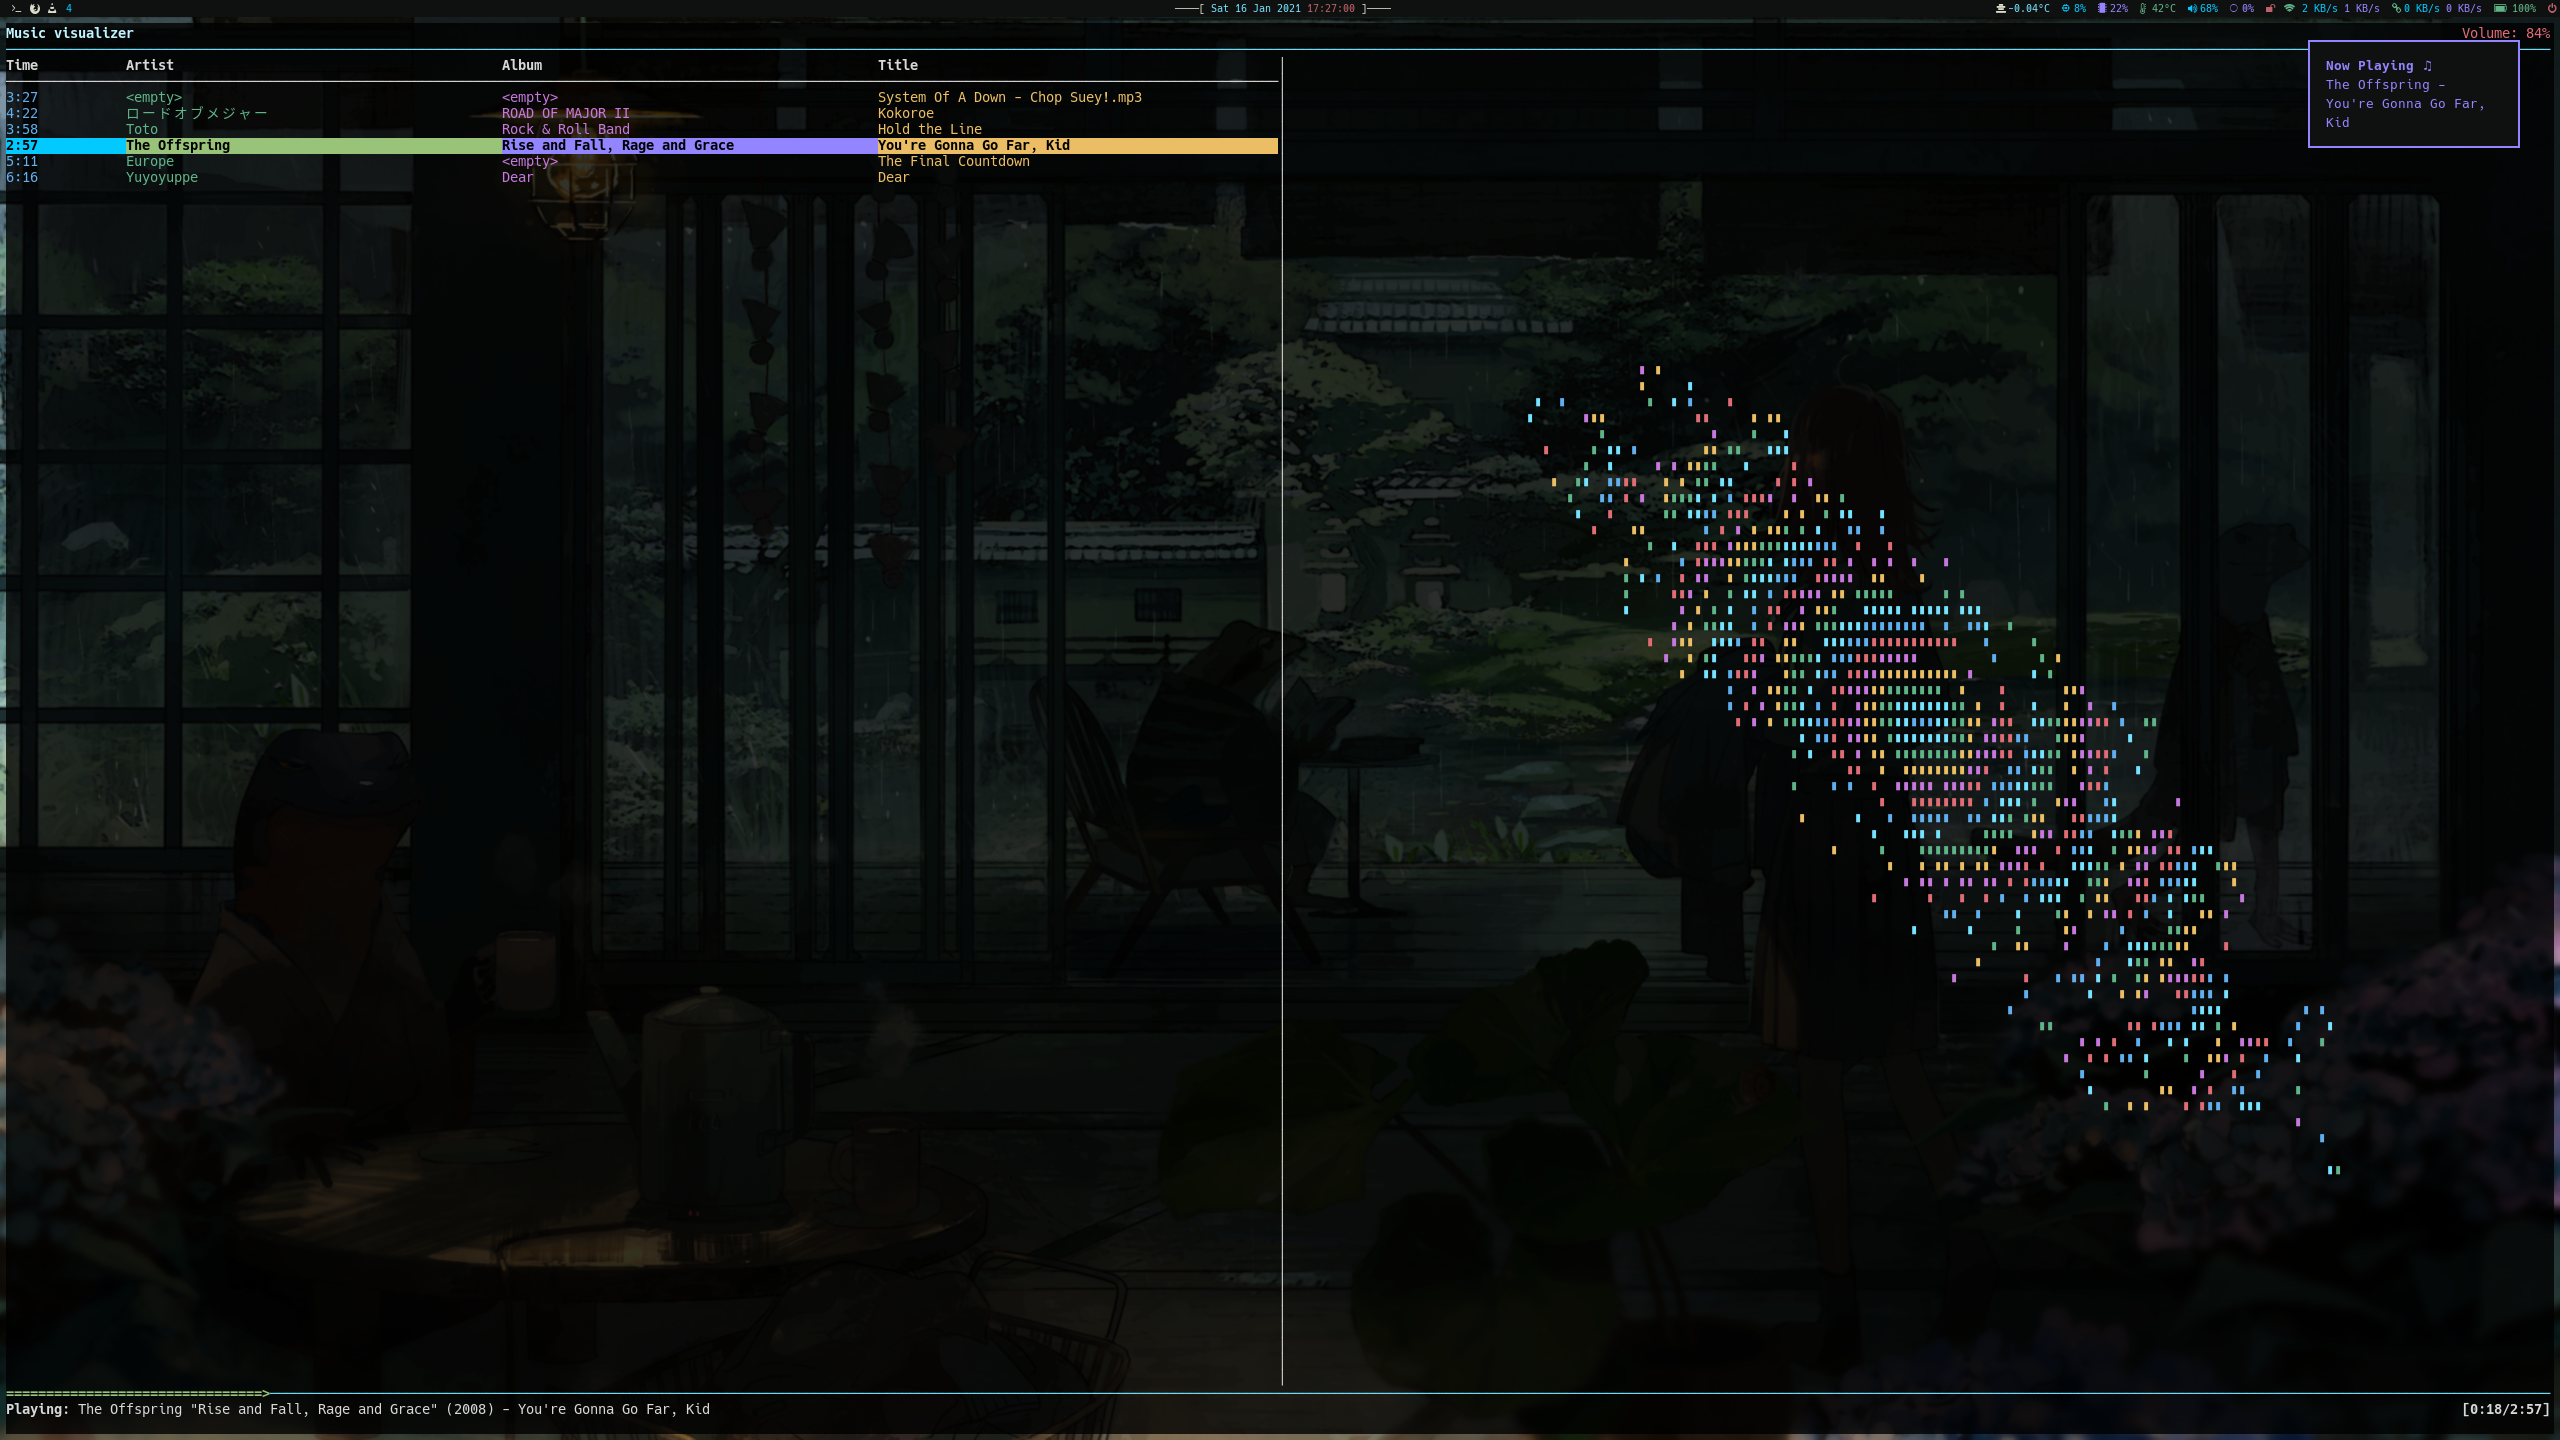 4 ────[ Sat 16 Jan 2021 17:27:00 ]──── -0.04°C 8% 22% 42°C 68% 0% 2 KB/s 1 KB/s 0 KB/s 0 KB/s 100%
Music visualizer Volume: 84%
Time Artist Album Title
3:27 <empty> <empty> System Of A Down - Chop Suey!.mp3
4:22 ロードオブメジャー ROAD OF MAJOR II Kokoroe
3:58 Toto Rock & Roll Band Hold the Line
2:57 The Offspring Rise and Fall, Rage and Grace You're Gonna Go Far, Kid
5:11 Europe <empty> The Final Countdown
6:16 Yuyoyuppe Dear Dear
Now Playing ♫
The Offspring -
You're Gonna Go Far,
Kid
Playing: The Offspring "Rise and Fall, Rage and Grace" (2008) - You're Gonna Go Far, Kid [0:18/2:57]